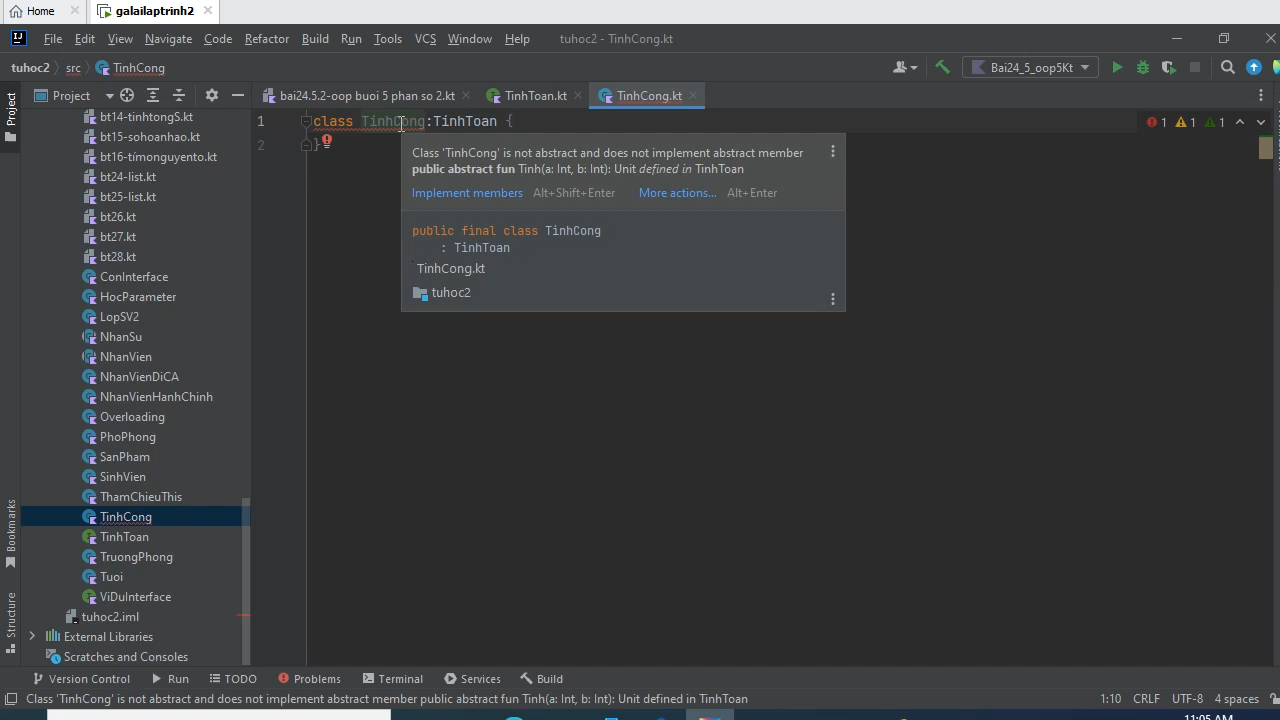 Home
galailaptrinh2
File Edit View Navigate Code Refactor Build Run Tools VCS Window Help tuhoc2 - TinhCong.kt
tuhoc2 src TinhCong
Bai24_5_oop5Kt
Project
bai24.5.2-oop buoi 5 phan so 2.kt
TinhToan.kt
TinhCong.kt
Project
bt14-tinhtongS.kt
bt15-sohoanhao.kt
bt16-tímonguyento.kt
bt24-list.kt
bt25-list.kt
bt26.kt
bt27.kt
bt28.kt
ConInterface
HocParameter
LopSV2
NhanSu
NhanVien
NhanVienDiCA
NhanVienHanhChinh
Overloading
PhoPhong
SanPham
SinhVien
ThamChieuThis
TinhCong
TinhToan
TruongPhong
Tuoi
ViDuInterface
tuhoc2.iml
External Libraries
Scratches and Consoles
Bookmarks
Structure
1 class TinhCong:TinhToan {
2 }
1 1 1
Class 'TinhCong' is not abstract and does not implement abstract member
public abstract fun Tinh(a: Int, b: Int): Unit defined in TinhToan
Implement members Alt+Shift+Enter More actions... Alt+Enter
public final class TinhCong
: TinhToan
TinhCong.kt
tuhoc2
Version Control Run TODO Problems Terminal Services Build
Class 'TinhCong' is not abstract and does not implement abstract member public abstract fun Tinh(a: Int, b: Int): Unit defined in TinhToan
1:10 CRLF UTF-8 4 spaces
11:05 AM